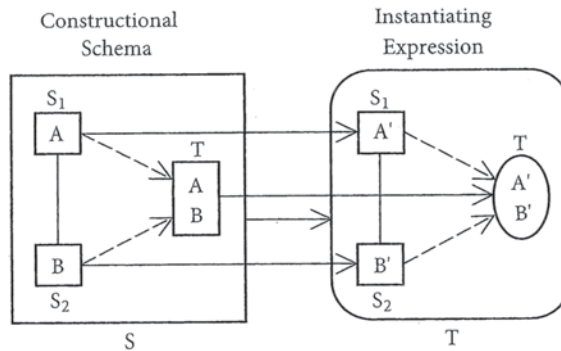 Constructional
Schema
Instantiating
Expression
S1
A
T
A
B
B
S2
S
S1
A'
T
A'
B'
B'
S2
T